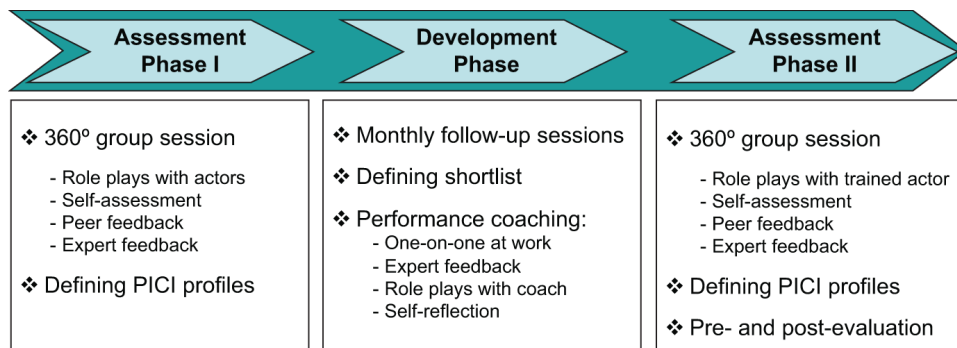 Assessment
Phase I
Development
Phase
Assessment
Phase II
❖ 360º group session
- Role plays with actors
- Self-assessment
- Peer feedback
- Expert feedback
❖ Defining PICI profiles
❖ Monthly follow-up sessions
❖ Defining shortlist
❖ Performance coaching:
- One-on-one at work
- Expert feedback
- Role plays with coach
- Self-reflection
❖ 360º group session
- Role plays with trained actor
- Self-assessment
- Peer feedback
- Expert feedback
❖ Defining PICI profiles
❖ Pre- and post-evaluation